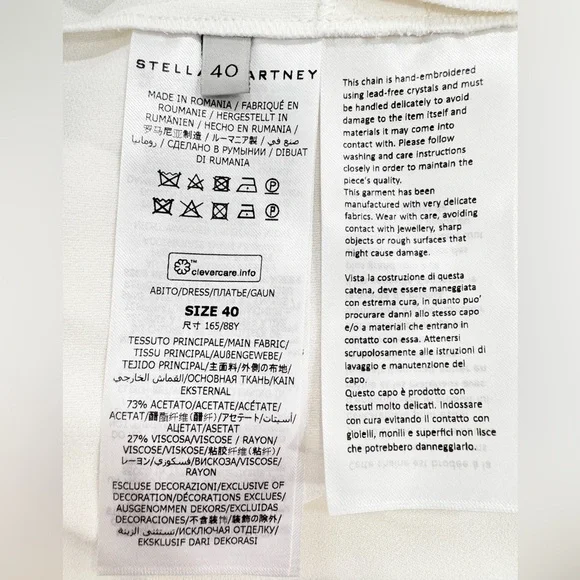 STELL ARTNEY
40
MADE IN ROMANIA / FABRIQUÉ EN
ROUMANIE / HERGESTELLT IN
RUMÄNIEN / HECHO EN RUMANIA/
罗马尼亚制造 / ルーマニア製 / صنع في رومانيا
/ СДЕЛАНО В РУМЫНИИ / DIBUAT
DI RUMANIA
clevercare.info
ABITO/DRESS/ПЛАТЬЕ/GAUN
SIZE 40
尺寸 165/88Y
TESSUTO PRINCIPALE/MAIN FABRIC/
TISSU PRINCIPAL/AUßENGEWEBE/
TEJIDO PRINCIPAL/主面料/外側の布地/
القماش الخارجي/ОСНОВНАЯ ТКАНЬ/KAIN
EKSTERNAL
73% ACETATO/ACETATE/ACÉTATE/
ACETAT/醋酯纤维(醋纤)/アセテート/أسيتات/
АЦЕТАТ/ASETAT
27% VISCOSA/VISCOSE / RAYON/
VISCOSE/VISKOSE/粘胶纤维(粘纤)/
レーヨン/فسكوزي/ВИСКОЗА/VISCOSA/
RAYON
ESCLUSE DECORAZIONI/EXCLUSIVE OF
DECORATION/DÉCORATIONS EXCLUES/
AUSGENOMMEN DEKORS/EXCLUIDAS
DECORACIONES/不含装饰/装飾の除外/
تستثنى الزينة/ИСКЛЮЧАЯ ОТДЕЛКУ/
EKSKLUSIF DARI DEKORASI
This chain is hand-embroidered
using lead-free crystals and must
be handled delicately to avoid
damage to the item itself and
materials it may come into
contact with. Please follow
washing and care instructions
closely in order to maintain the
piece's quality.
This garment has been
manufactured with very delicate
fabrics. Wear with care, avoiding
contact with jewellery, sharp
objects or rough surfaces that
might cause damage.
Vista la costruzione di questa
catena, deve essere maneggiata
con estrema cura, in quanto puo'
procurare danni allo stesso capo
e/o a materiali che entrano in
contatto con essa. Attenersi
scrupolosamente alle istruzioni di
lavaggio e manutenzione del
capo.
Questo capo è prodotto con
tessuti molto delicati. Indossare
con cura evitando il contatto con
gioielli, monili e superfici non lisce
che potrebbero danneggiarlo.